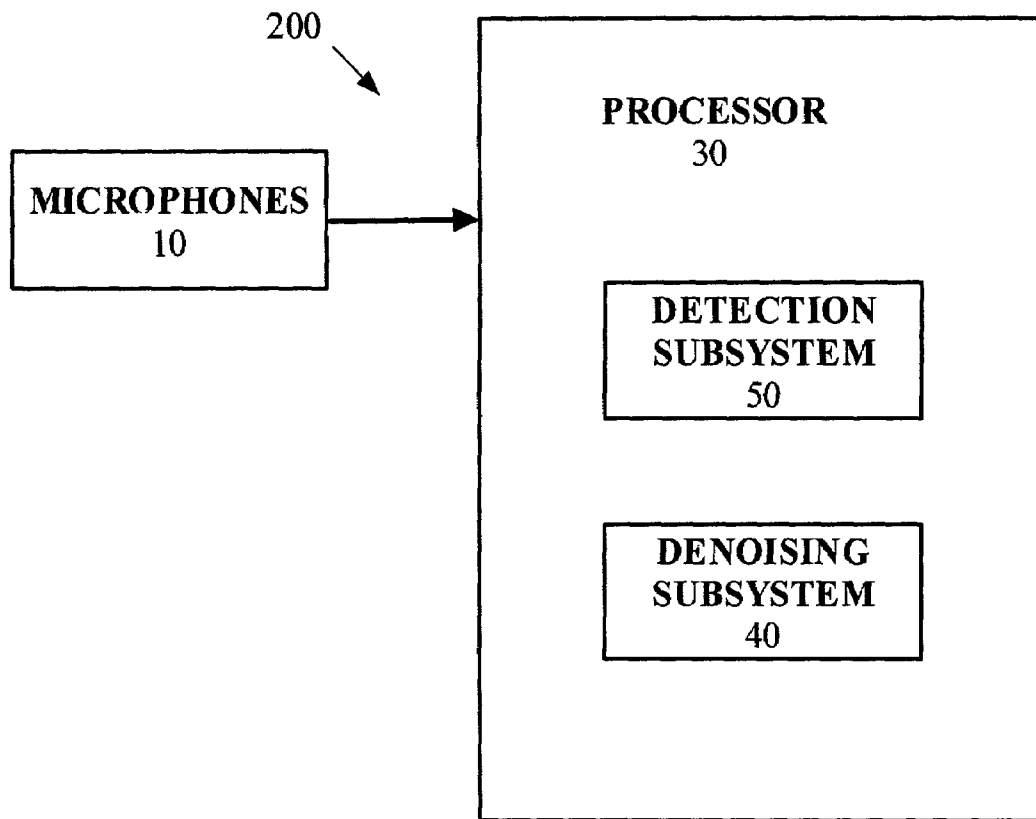 200
PROCESSOR
30
MICROPHONES
10
DETECTION
SUBSYSTEM
50
DENOISING
SUBSYSTEM
40